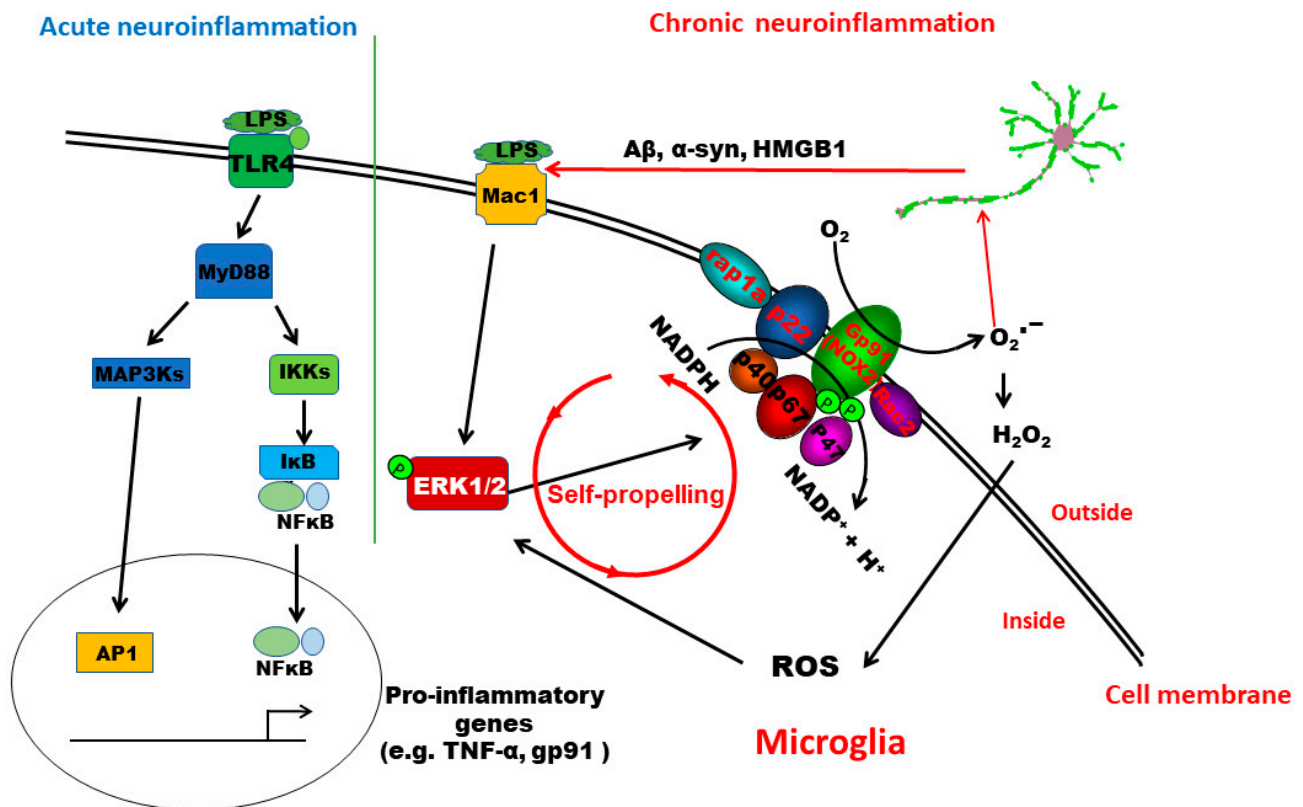 Acute neuroinflammation
Chronic neuroinflammation
LPS
TLR4
MyD88
MAP3Ks
IKKs
IκB
NFκB
AP1
NFκB
Pro-inflammatory
genes
(e.g. TNF-α, gp91 )
LPS
Mac1
Aβ, α-syn, HMGB1
P
ERK1/2
Self-propelling
rap1a
p22
Gp91
(NOX2)
Rac2
p40
p67
P47
P
P
NADPH
NADP⁺ + H⁺
O₂
O₂·−
H₂O₂
ROS
Outside
Inside
Cell membrane
Microglia